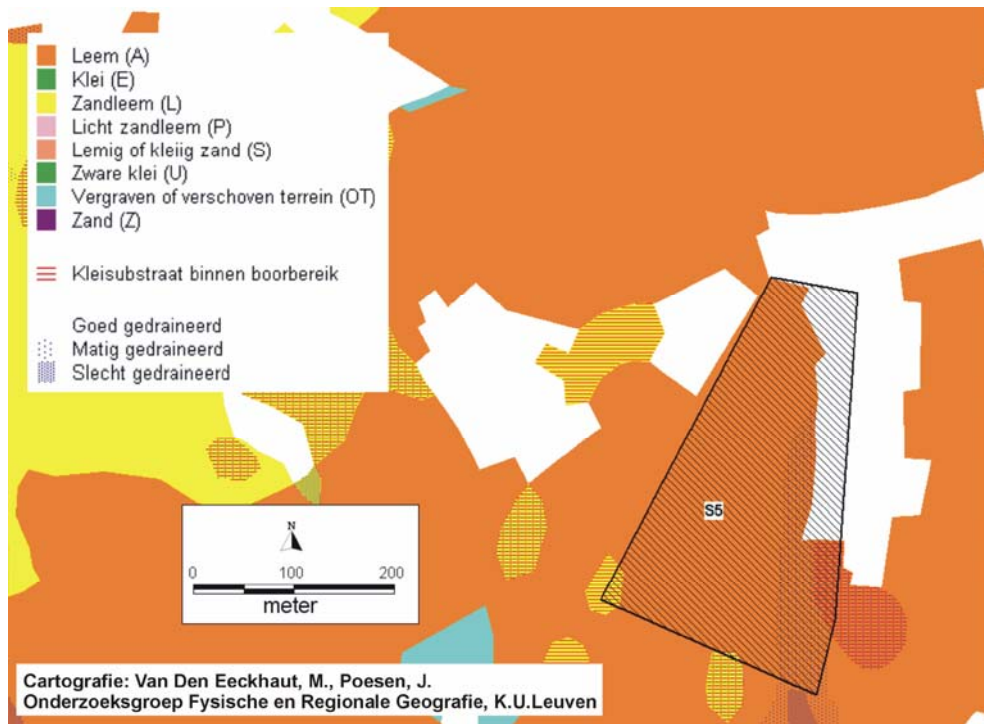 Leem (A)
Klei (E)
Zandleem (L)
Licht zandleem (P)
Lemig of kleiig zand (S)
Zware klei (U)
Vergraven of verschoven terrein (OT)
Zand (Z)
Kleisubstraat binnen boorbereik
Goed gedraineerd
Matig gedraineerd
Slecht gedraineerd
S5
N
0 100 200
meter
Cartografie: Van Den Eeckhaut, M., Poesen, J.
Onderzoeksgroep Fysische en Regionale Geografie, K.U.Leuven